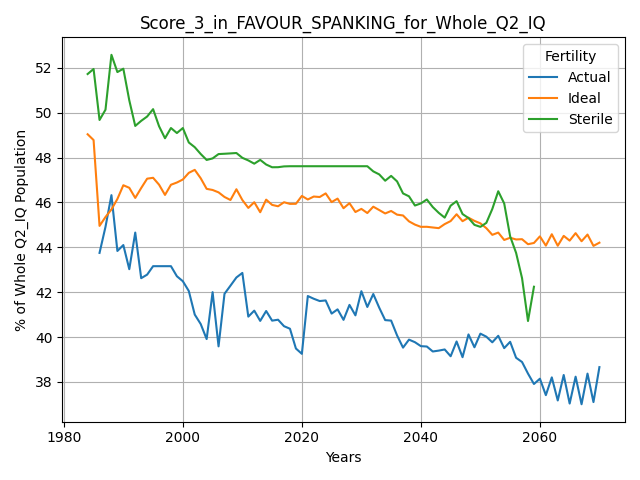 Score_3_in_FAVOUR_SPANKING_for_Whole_Q2_IQ
% of Whole Q2_IQ Population
52
50
48
46
44
42
40
38
Fertility
Actual
Ideal
Sterile
1980
2000
2020
2040
2060
Years